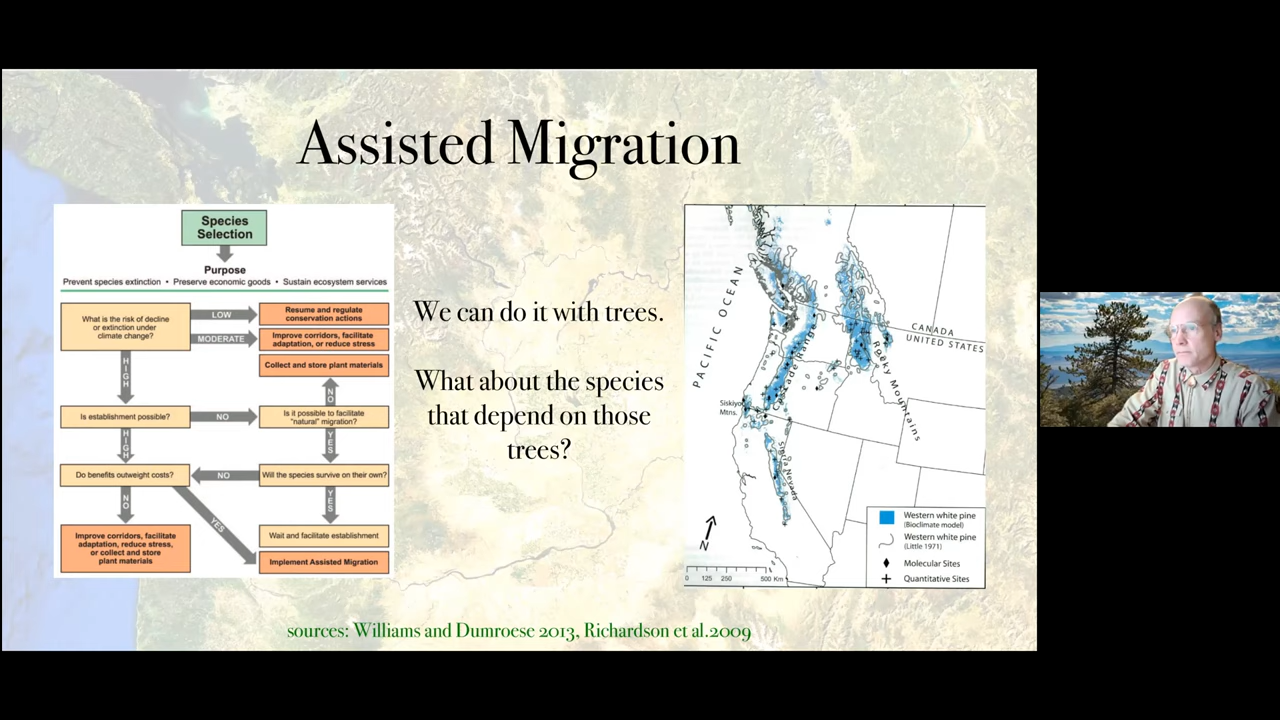 Assisted Migration
Species
Selection
Purpose
Prevent species extinction • Preserve economic goods • Sustain ecosystem services
What is the risk of decline
or extinction under
climate change?
LOW
Resume and regulate
conservation actions
MODERATE
Improve corridors, facilitate
adaptation, or reduce stress
Collect and store plant materials
HIGH
NO
Is establishment possible?
NO
Is it possible to facilitate
"natural" migration?
HIGH
YES
Do benefits outweight costs?
NO
Will the species survive on their own?
NO
YES
YES
Improve corridors, facilitate
adaptation, reduce stress,
or collect and store
plant materials
Wait and facilitate establishment
Implement Assisted Migration
We can do it with trees.
What about the species
that depend on those
trees?
PACIFIC OCEAN
CANADA
UNITED STATES
Cascade Range
Rocky Mountains
Siskiyou
Mtns.
Sierra Nevada
N
0 125 250 500 Km
Western white pine
(Bioclimate model)
Western white pine
(Little 1971)
Molecular Sites
Quantitative Sites
sources: Williams and Dumroese 2013, Richardson et al.2009